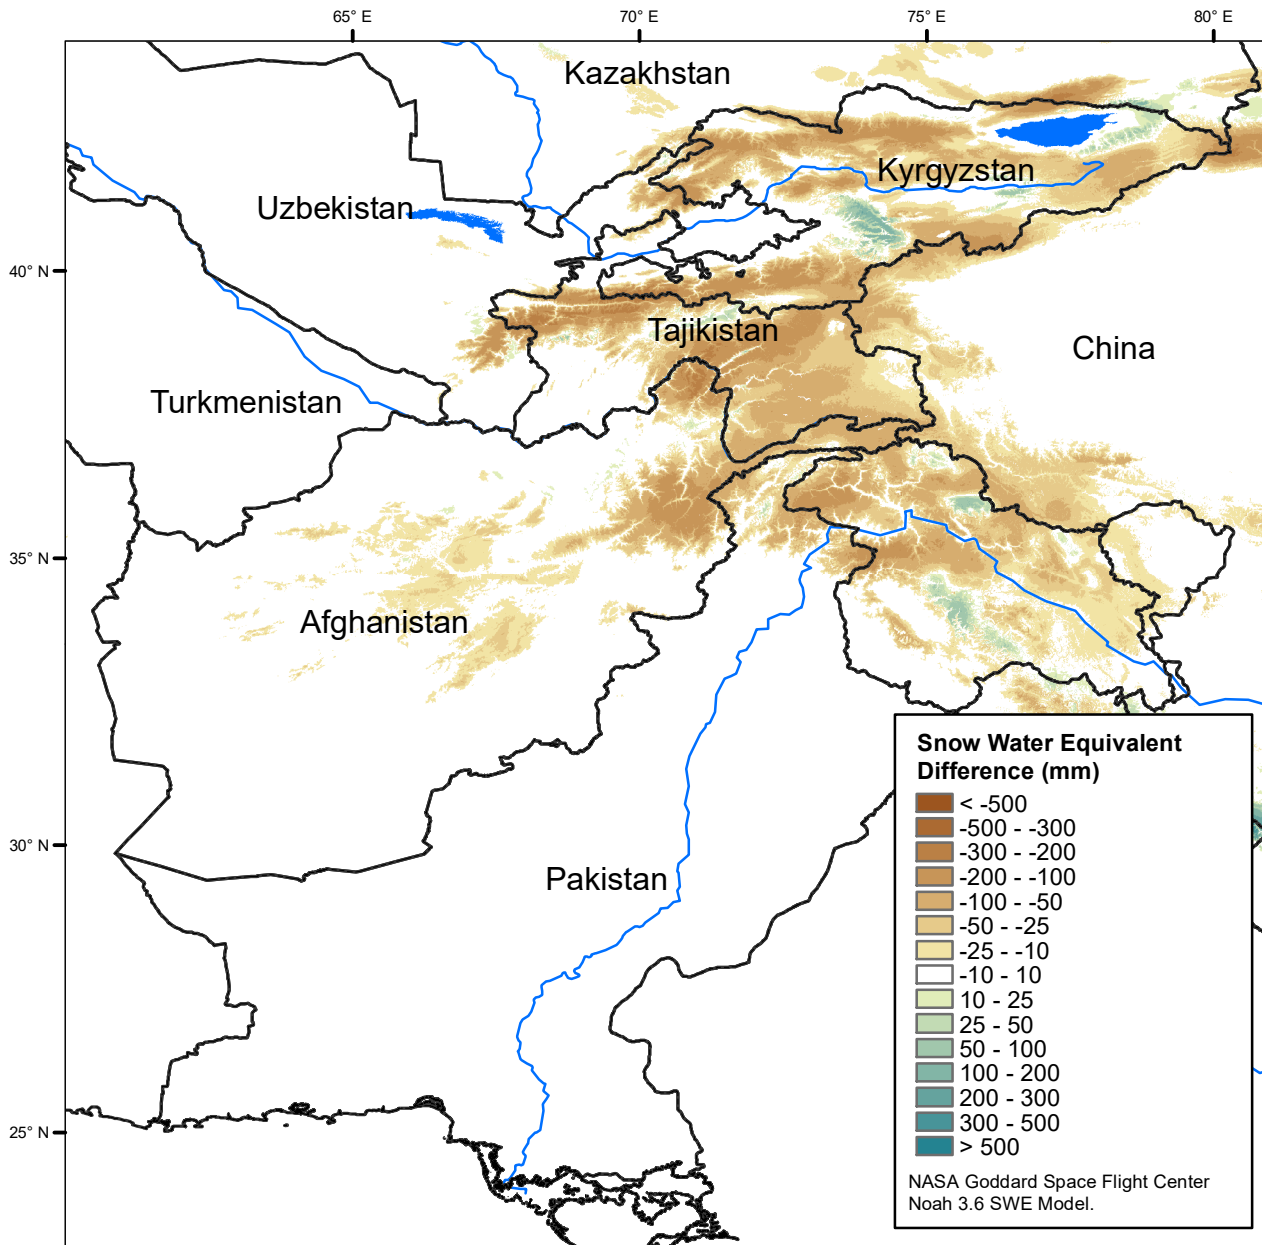 65° E
70° E
75° E
80° E
Kazakhstan
Kyrgyzstan
Uzbekistan
40° N
Tajikistan
China
Turkmenistan
35° N
Afghanistan
Snow Water Equivalent
Difference (mm)
< -500
-500 - -300
-300 - -200
-200 - -100
-100 - -50
-50 - -25
-25 - -10
-10 - 10
10 - 25
25 - 50
50 - 100
100 - 200
200 - 300
300 - 500
> 500
30° N
Pakistan
25° N
NASA Goddard Space Flight Center
Noah 3.6 SWE Model.